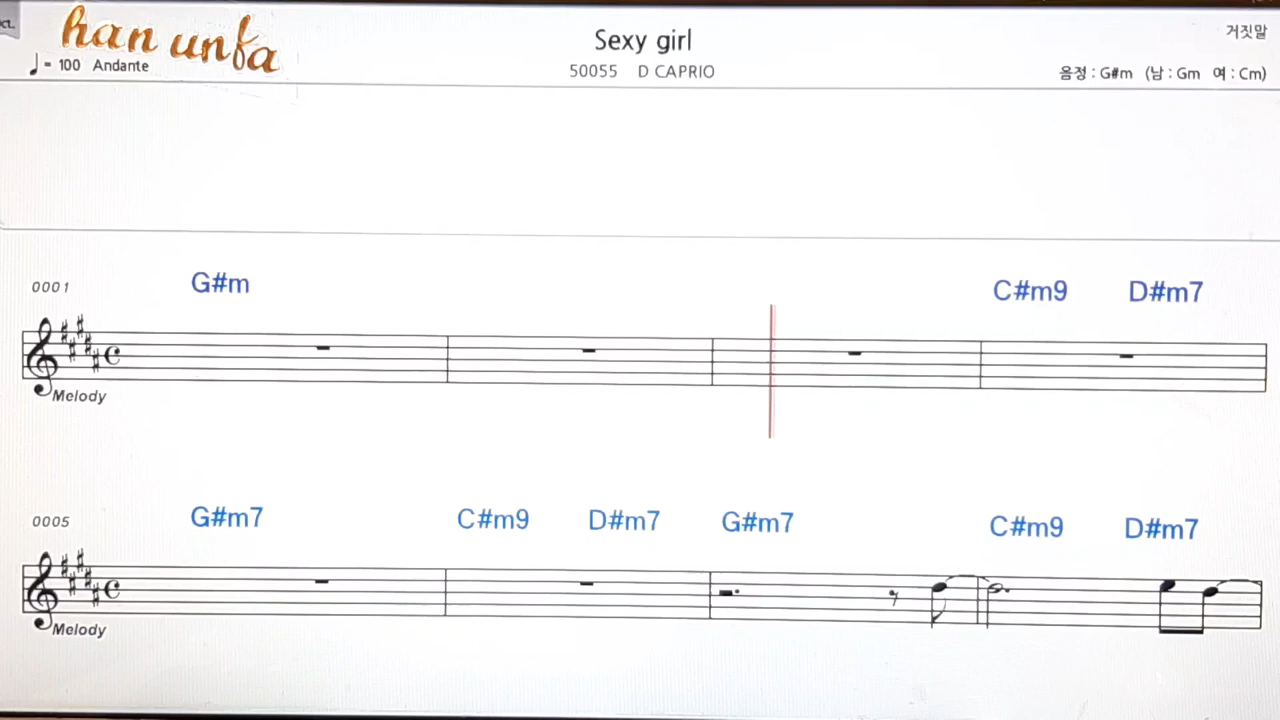 ct.
han unfa
Sexy girl
거짓말
♩= 100 Andante
50055 D CAPRIO
음정 : G#m (남 : Gm 여 : Cm)
0001 G#m C#m9 D#m7
Melody
0005 G#m7 C#m9 D#m7 G#m7 C#m9 D#m7
Melody